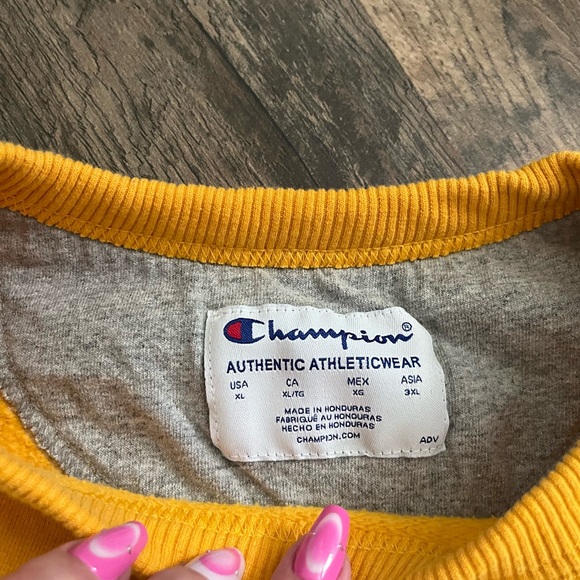 Champion®
AUTHENTIC ATHLETICWEAR
USA CA MEX ASIA
XL XL/TG XG 3XL
MADE IN HONDURAS
FABRIQUÉ AU HONDURAS
HECHO EN HONDURAS
CHAMPION.COM ADV